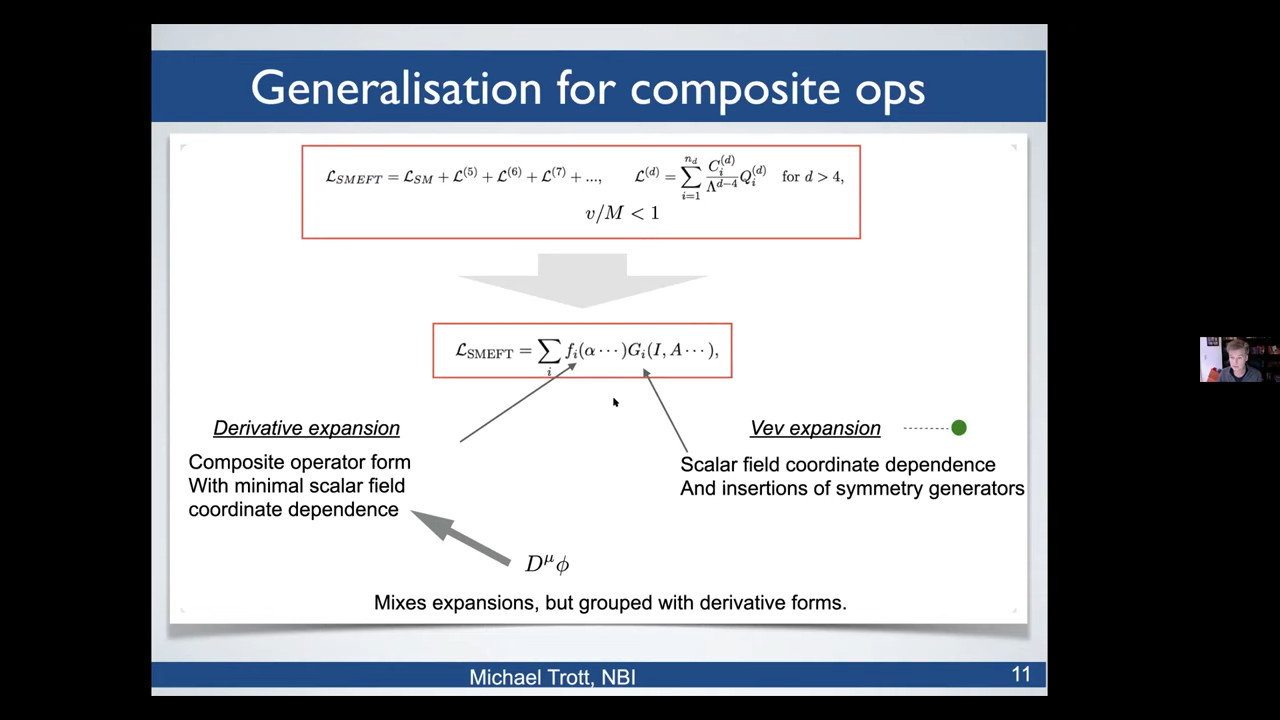 Generalisation for composite ops
ℒ_SMEFT = ℒ_SM + ℒ^(5) + ℒ^(6) + ℒ^(7) + ..., ℒ^(d) = ∑_{i=1}^{n_d} C_i^(d)/Λ^{d−4} Q_i^(d) for d > 4,
v/M < 1
ℒ_SMEFT = ∑_i f_i(α···)G_i(I, A···),
Derivative expansion
Composite operator form
With minimal scalar field
coordinate dependence
Vev expansion
Scalar field coordinate dependence
And insertions of symmetry generators
D^μ ϕ
Mixes expansions, but grouped with derivative forms.
Michael Trott, NBI
11